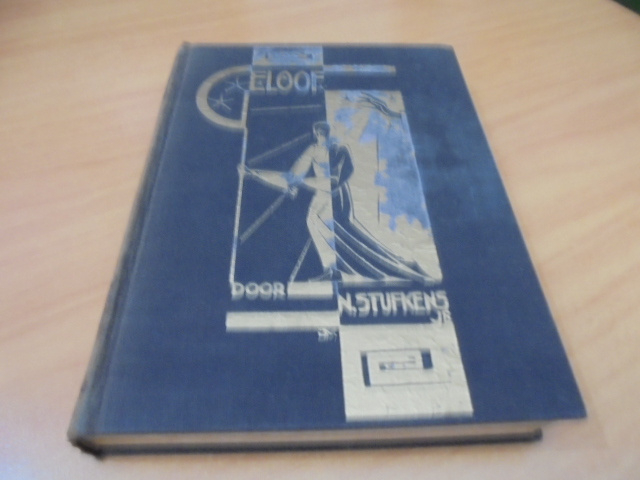 GELOOF
DOOR
N. STUFKENS
JR